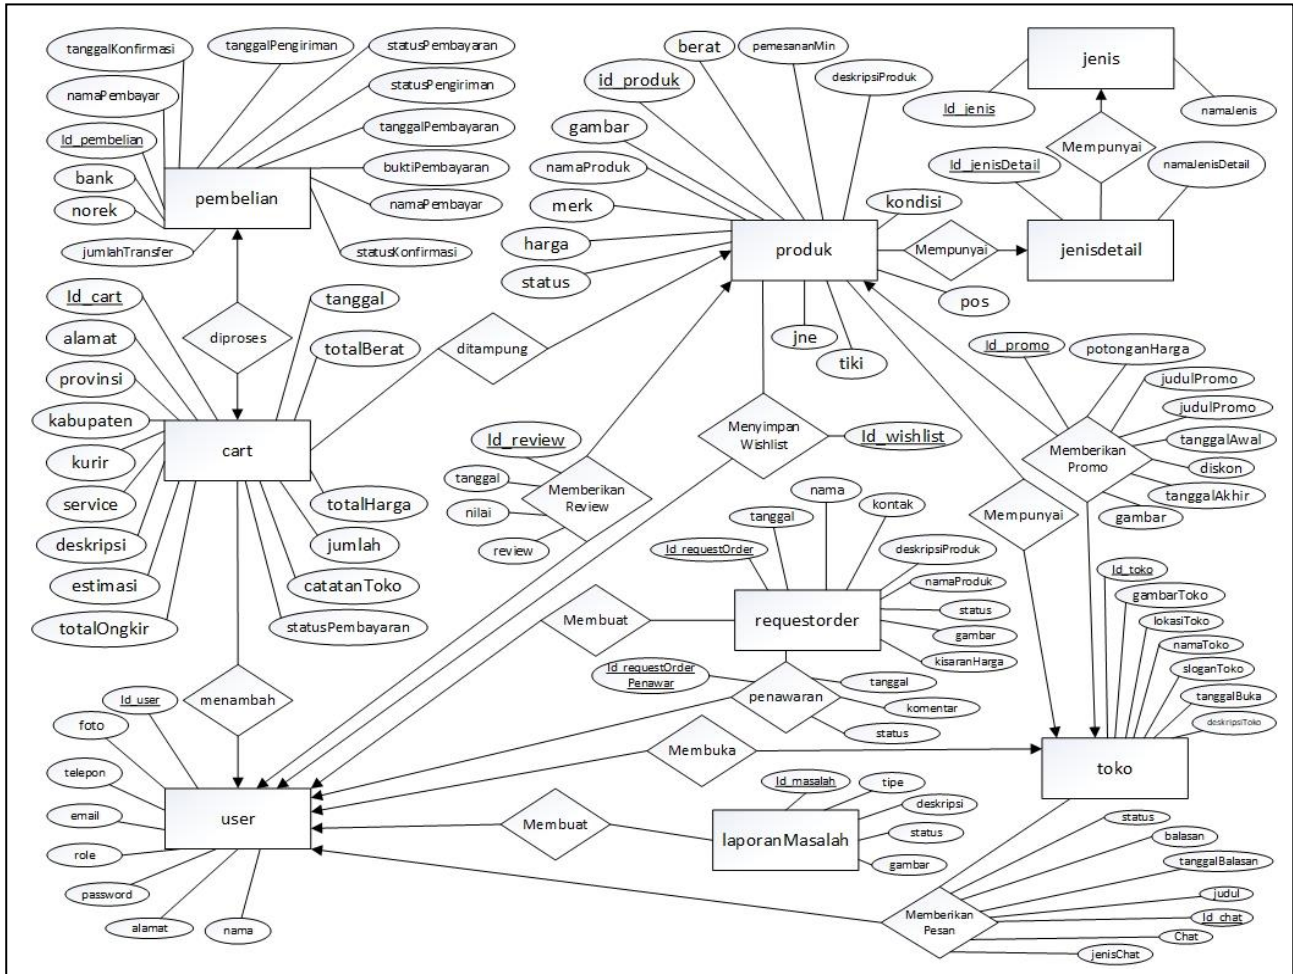 tanggalKonfirmasi
tanggalPengiriman
statusPembayaran
namaPembayar
statusPengiriman
Id_pembelian
tanggalPembayaran
bank
buktiPembayaran
norek
namaPembayar
jumlahTransfer
statusKonfirmasi
pembelian
diproses
Id_cart
tanggal
alamat
totalBerat
provinsi
kabupaten
kurir
service
deskripsi
estimasi
totalOngkir
totalHarga
jumlah
catatanToko
statusPembayaran
cart
ditampung
menambah
berat
pemesananMin
id_produk
deskripsiProduk
gambar
namaProduk
kondisi
merk
harga
status
pos
jne
tiki
produk
Mempunyai
jenis
Id_jenis
namaJenis
Mempunyai
Id_jenisDetail
namaJenisDetail
jenisdetail
Id_promo
potonganHarga
judulPromo
judulPromo
tanggalAwal
diskon
tanggalAkhir
gambar
Memberikan
Promo
Mempunyai
Menyimpan
Wishlist
Id_wishlist
Id_review
tanggal
nilai
review
Memberikan
Review
nama
tanggal
kontak
Id_requestOrder
deskripsiProduk
namaProduk
status
gambar
kisaranHarga
requestorder
Membuat
Id_requestOrder
Penawar
tanggal
komentar
status
penawaran
Membuka
Id_toko
gambarToko
lokasiToko
namaToko
sloganToko
tanggalBuka
deskripsiToko
toko
Id_user
foto
telepon
email
role
password
alamat
nama
user
Membuat
Id_masalah
tipe
deskripsi
status
gambar
laporanMasalah
status
balasan
tanggalBalasan
judul
Id_chat
Chat
jenisChat
Memberikan
Pesan